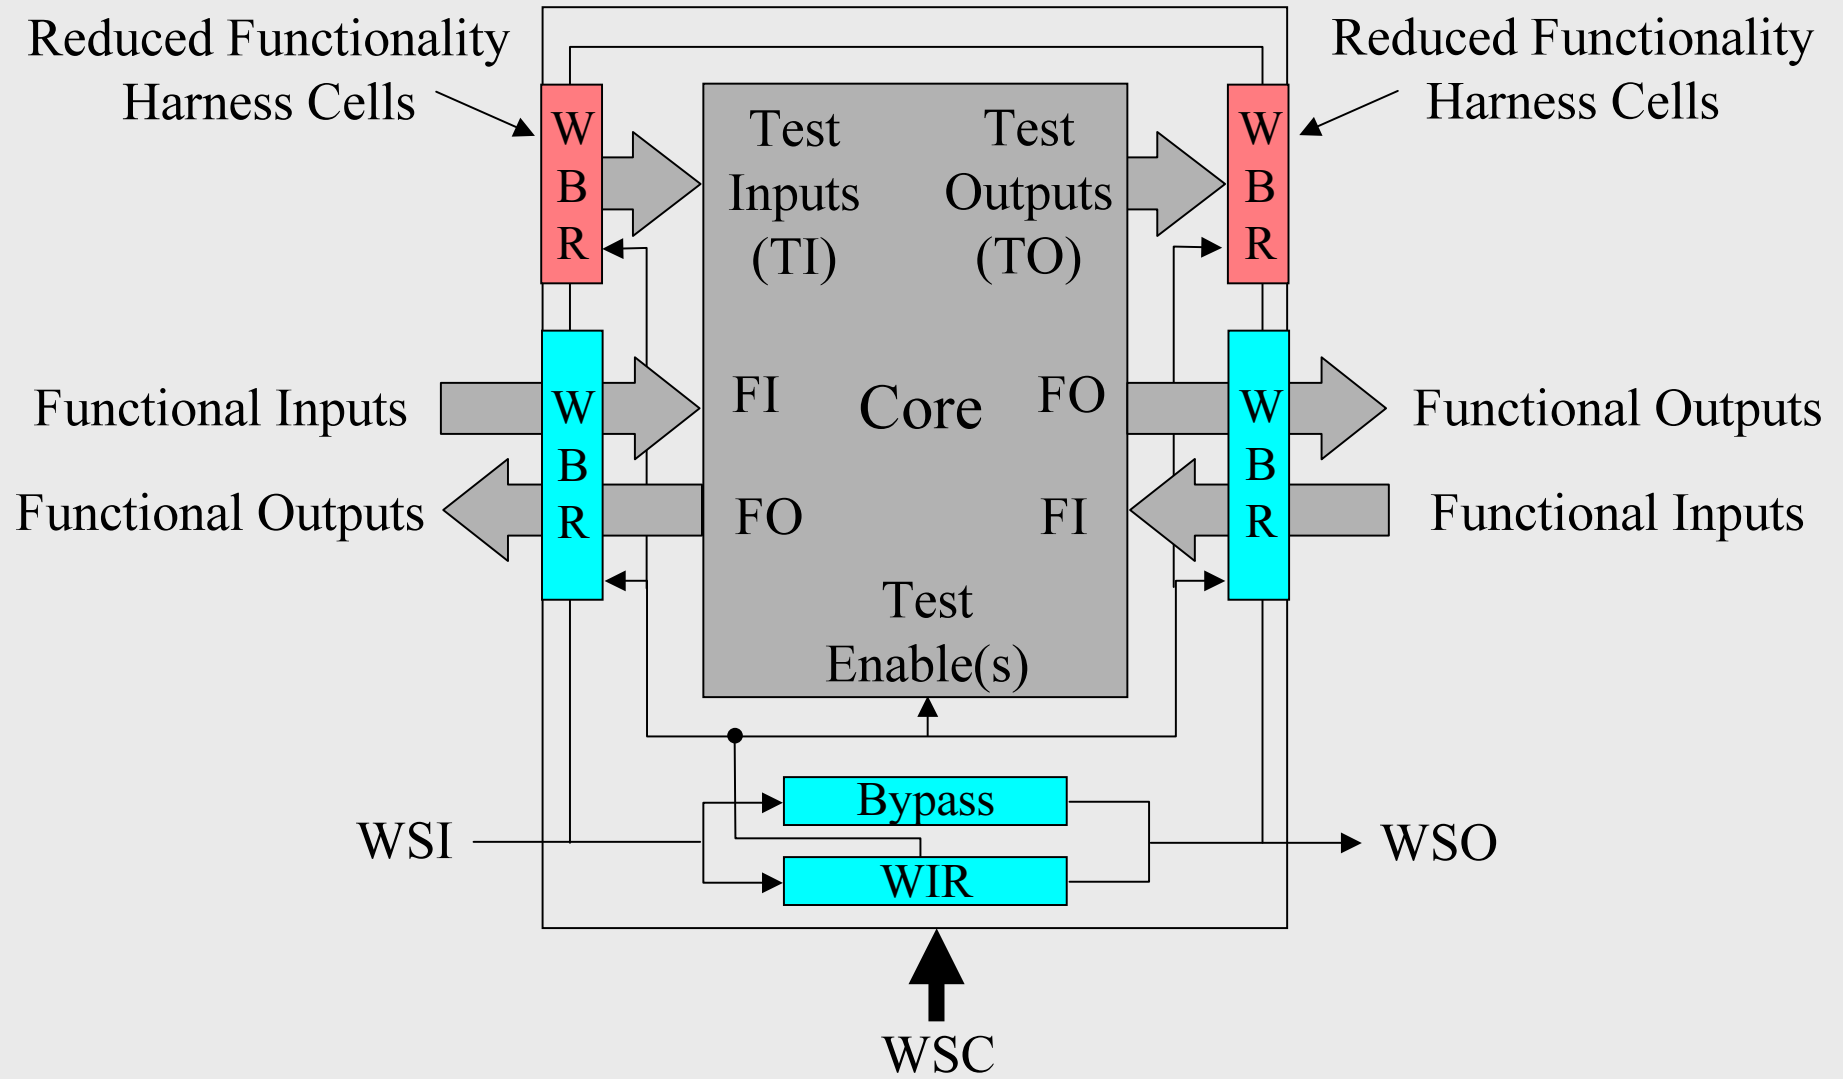 Reduced Functionality
Harness Cells
Reduced Functionality
Harness Cells
W
B
R
Test
Inputs
(TI)
Test
Outputs
(TO)
W
B
R
Functional Inputs
Functional Outputs
W
B
R
FI
FO
Core
FO
FI
W
B
R
Functional Outputs
Functional Inputs
Test
Enable(s)
Bypass
WIR
WSI
WSO
WSC